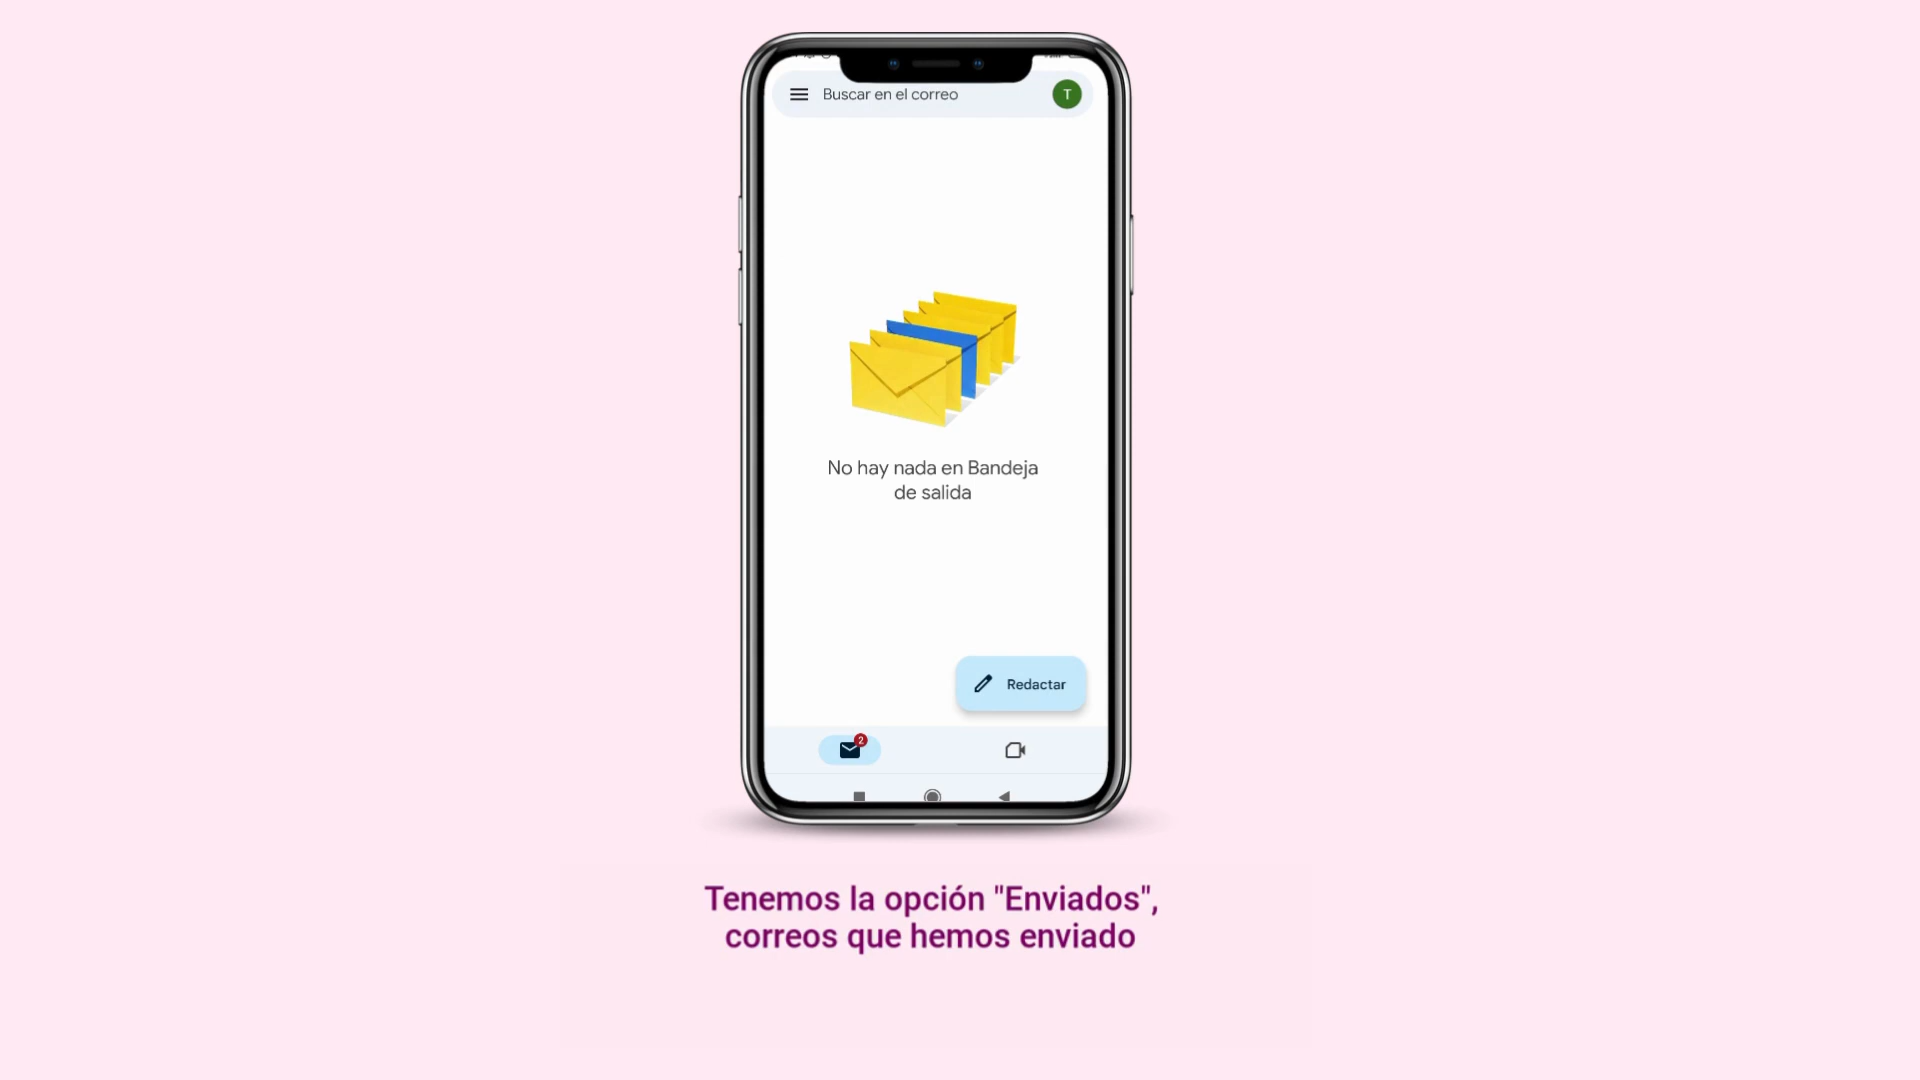 Buscar en el correo
T
No hay nada en Bandeja
de salida
Redactar
2
Tenemos la opción "Enviados",
correos que hemos enviado